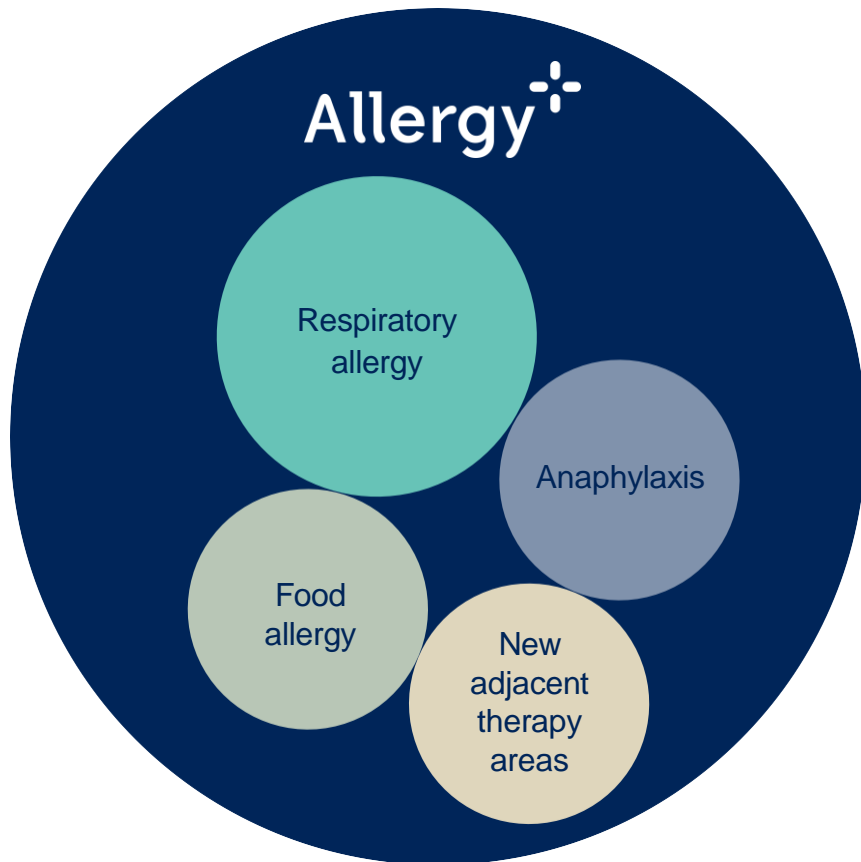 Allergy
Respiratory
allergy
Anaphylaxis
Food
allergy
New
adjacent
therapy
areas